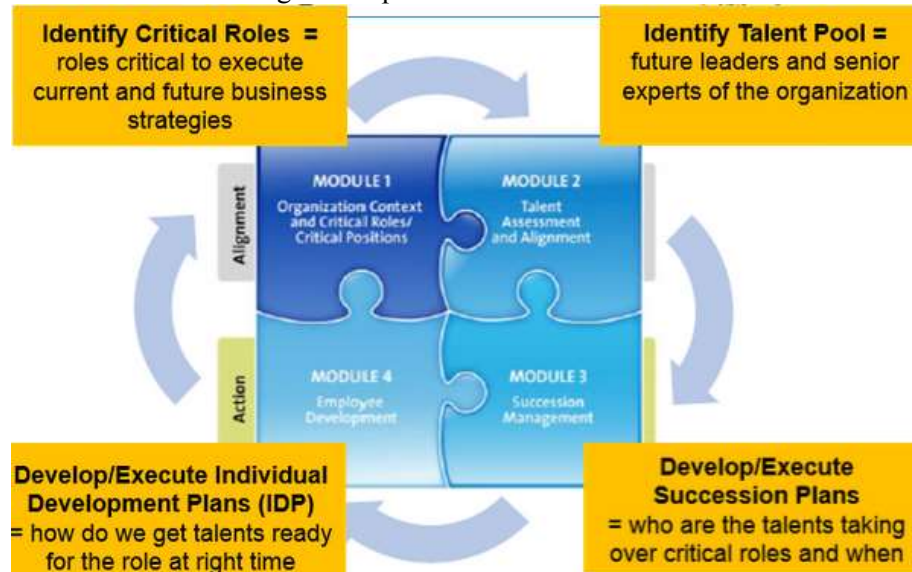 Identify Critical Roles =
roles critical to execute
current and future business
strategies
Identify Talent Pool =
future leaders and senior
experts of the organization
Alignment
MODULE 1
Organization Context
and Critical Roles/
Critical Positions
MODULE 2
Talent
Assessment
and Alignment
Action
MODULE 4
Employee
Development
MODULE 3
Succession
Management
Develop/Execute Individual
Development Plans (IDP)
= how do we get talents ready
for the role at right time
Develop/Execute
Succession Plans
= who are the talents taking
over critical roles and when